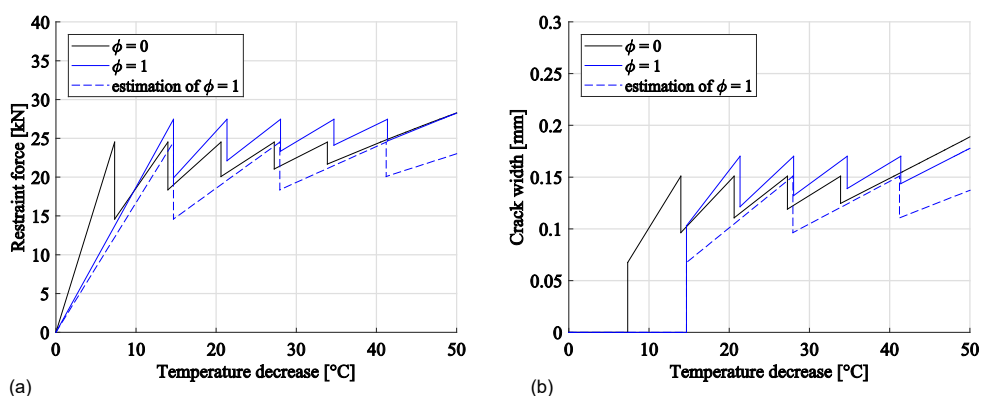 40
35
30
25
20
15
10
5
0
Restraint force [kN]
ϕ = 0
ϕ = 1
estimation of ϕ = 1
0 10 20 30 40 50
Temperature decrease [°C]
(a)
0.3
0.25
0.2
0.15
0.1
0.05
0
Crack width [mm]
ϕ = 0
ϕ = 1
estimation of ϕ = 1
0 10 20 30 40 50
Temperature decrease [°C]
(b)